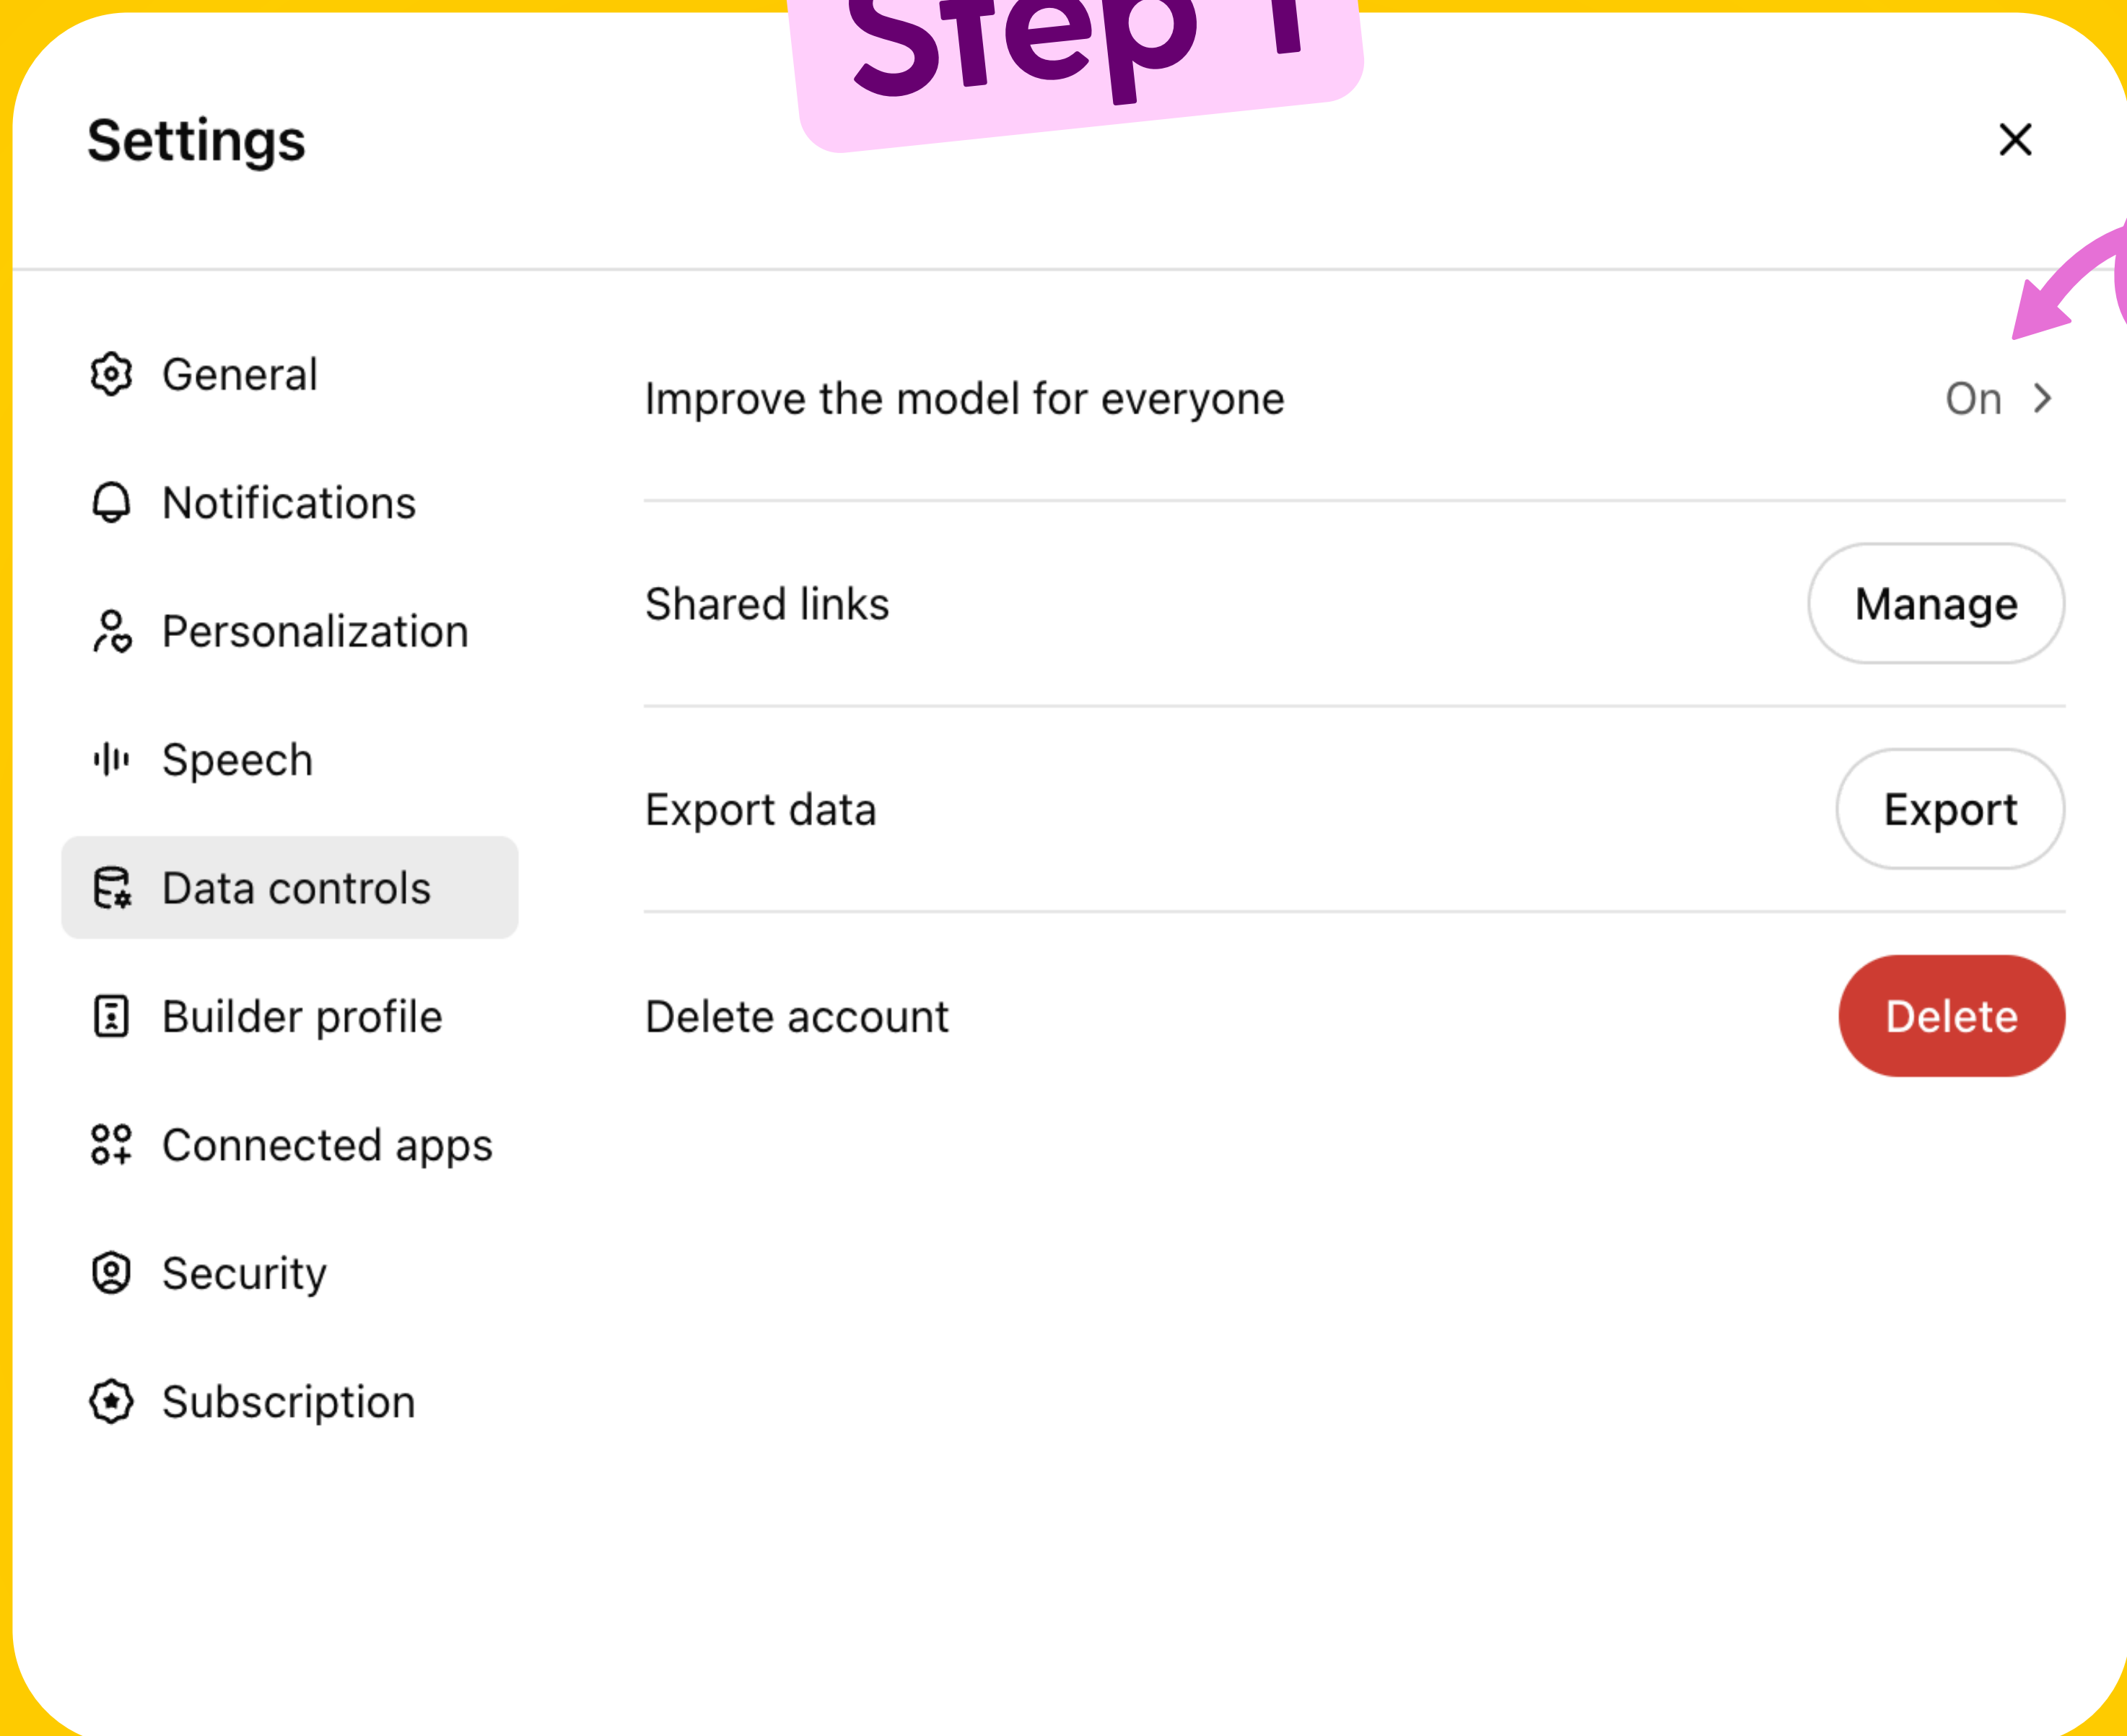 Step 1
Settings
General
Notifications
Personalization
Speech
Data controls
Builder profile
Connected apps
Security
Subscription
Improve the model for everyone
On
Shared links
Manage
Export data
Export
Delete account
Delete